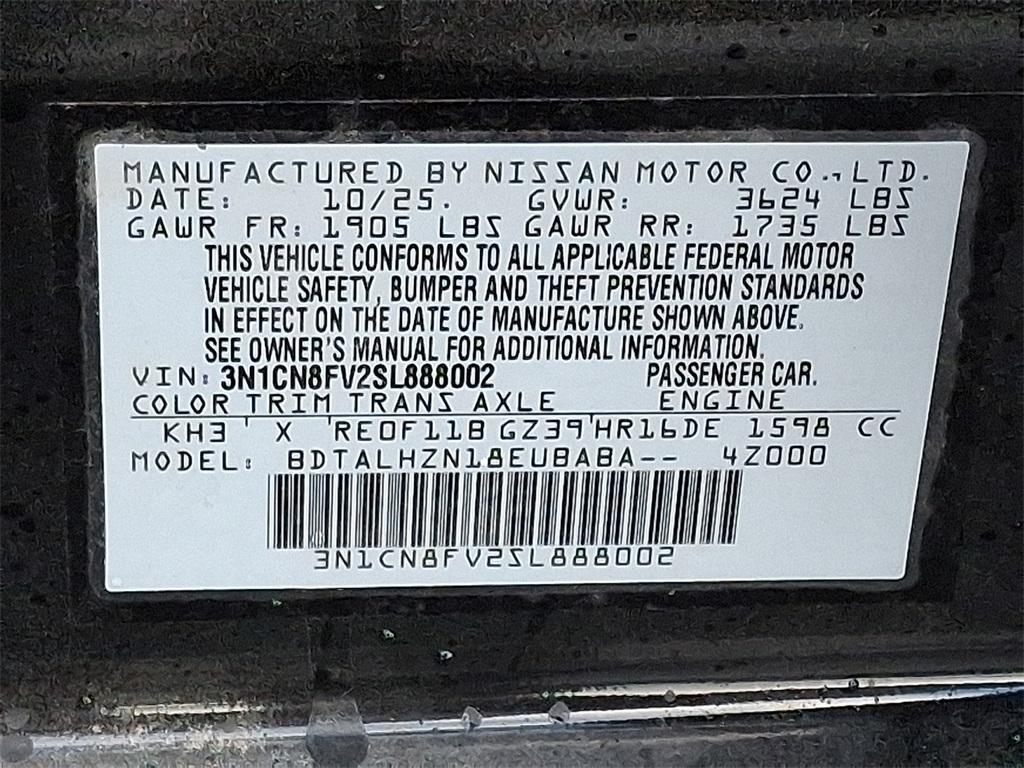 MANUFACTURED BY NISSAN MOTOR CO., LTD.
DATE: 10/25. GVWR: 3624 LBS
GAWR FR: 1905 LBS GAWR RR: 1735 LBS
THIS VEHICLE CONFORMS TO ALL APPLICABLE FEDERAL MOTOR
VEHICLE SAFETY, BUMPER AND THEFT PREVENTION STANDARDS
IN EFFECT ON THE DATE OF MANUFACTURE SHOWN ABOVE.
SEE OWNER'S MANUAL FOR ADDITIONAL INFORMATION.
VIN: 3N1CN8FV2SL888002 PASSENGER CAR.
COLOR TRIM TRANS AXLE ENGINE
KH3 X RE0F11B GZ39 HR16DE 1598 CC
MODEL: BDTALHZN18EUBABA-- 4Z000
3N1CN8FV2SL888002